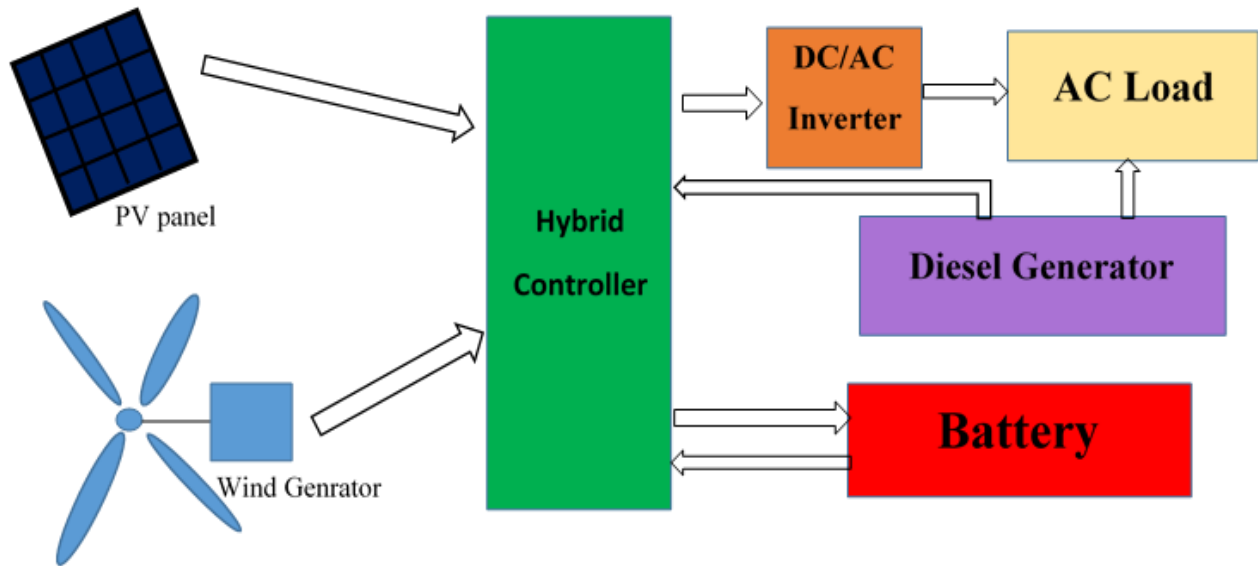 PV panel
Wind Genrator
Hybrid
Controller
DC/AC
Inverter
AC Load
Diesel Generator
Battery